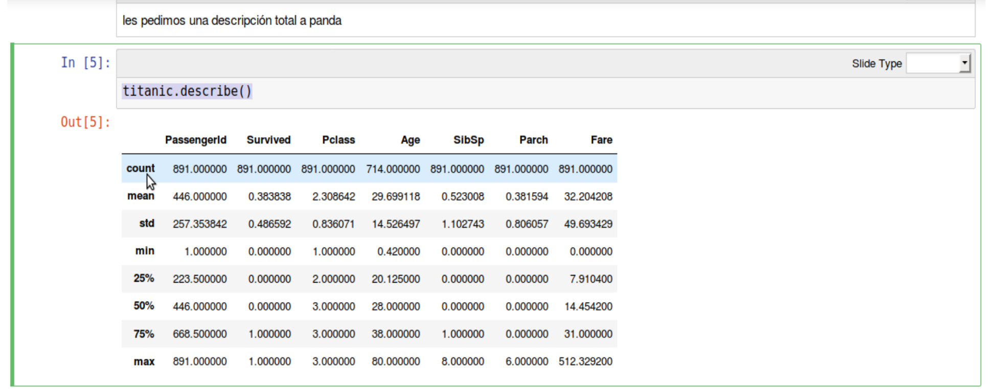 les pedimos una descripción total a panda
In [5]:
Slide Type
titanic.describe()
Out[5]:
PassengerId Survived Pclass Age SibSp Parch Fare
count 891.000000 891.000000 891.000000 714.000000 891.000000 891.000000 891.000000
mean 446.000000 0.383838 2.308642 29.699118 0.523008 0.381594 32.204208
std 257.353842 0.486592 0.836071 14.526497 1.102743 0.806057 49.693429
min 1.000000 0.000000 1.000000 0.420000 0.000000 0.000000 0.000000
25% 223.500000 0.000000 2.000000 20.125000 0.000000 0.000000 7.910400
50% 446.000000 0.000000 3.000000 28.000000 0.000000 0.000000 14.454200
75% 668.500000 1.000000 3.000000 38.000000 1.000000 0.000000 31.000000
max 891.000000 1.000000 3.000000 80.000000 8.000000 6.000000 512.329200